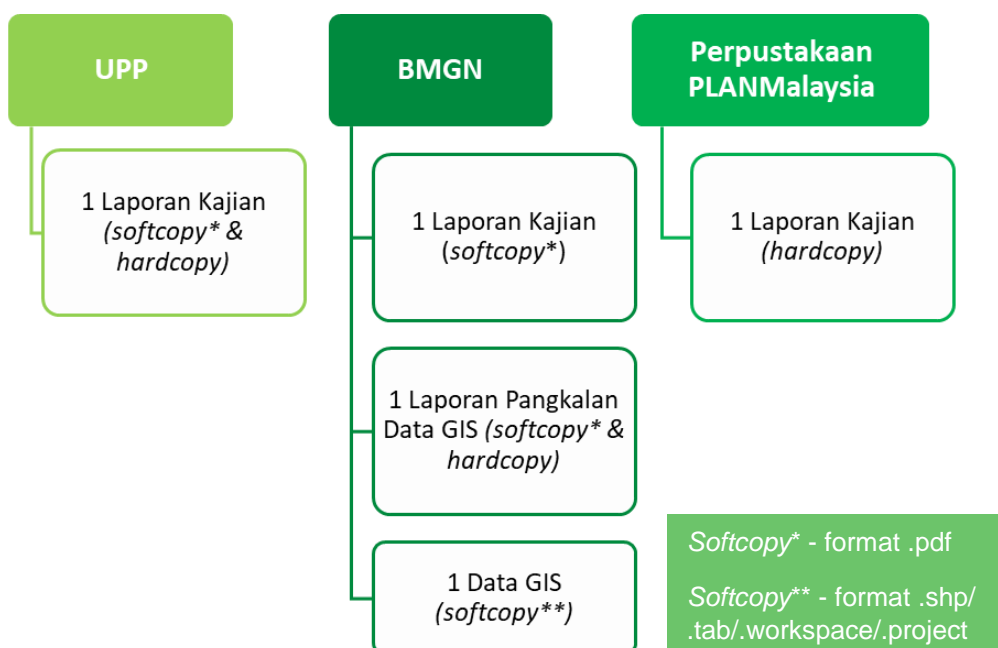 UPP
1 Laporan Kajian
(softcopy* &
hardcopy)
BMGN
1 Laporan Kajian
(softcopy*)
1 Laporan Pangkalan
Data GIS (softcopy* &
hardcopy)
1 Data GIS
(softcopy**)
Perpustakaan
PLANMalaysia
1 Laporan Kajian
(hardcopy)
Softcopy* - format .pdf
Softcopy** - format .shp/
.tab/.workspace/.project